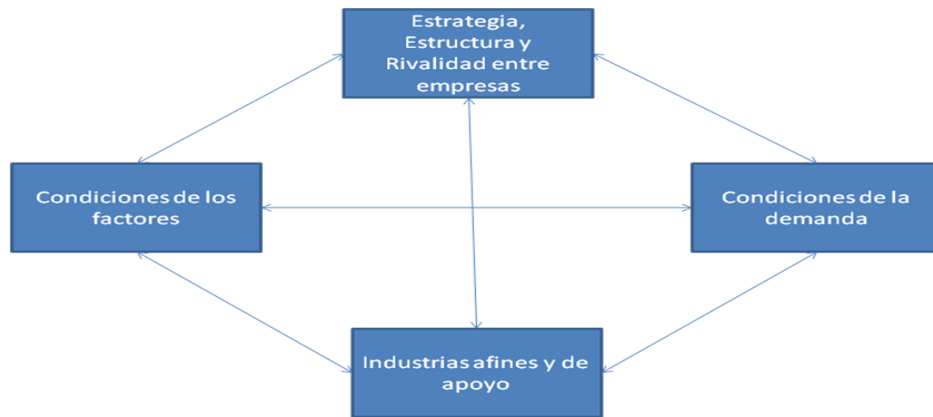 Estrategia,
Estructura y
Rivalidad entre
empresas
Condiciones de los
factores
Condiciones de la
demanda
Industrias afines y de
apoyo